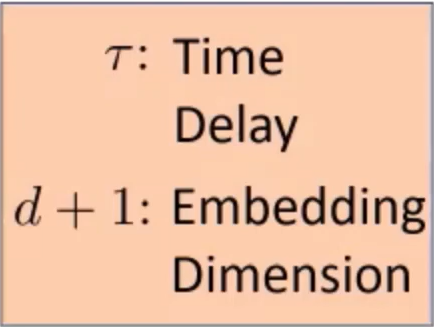 τ: Time
Delay
d + 1: Embedding
Dimension